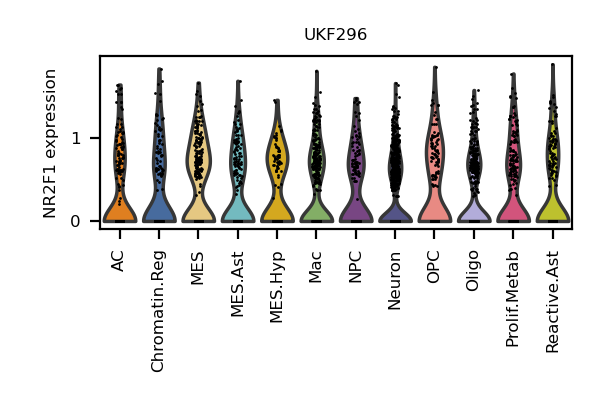 UKF296
NR2F1 expression
1
0
AC
Chromatin.Reg
MES
MES.Ast
MES.Hyp
Mac
NPC
Neuron
OPC
Oligo
Prolif.Metab
Reactive.Ast